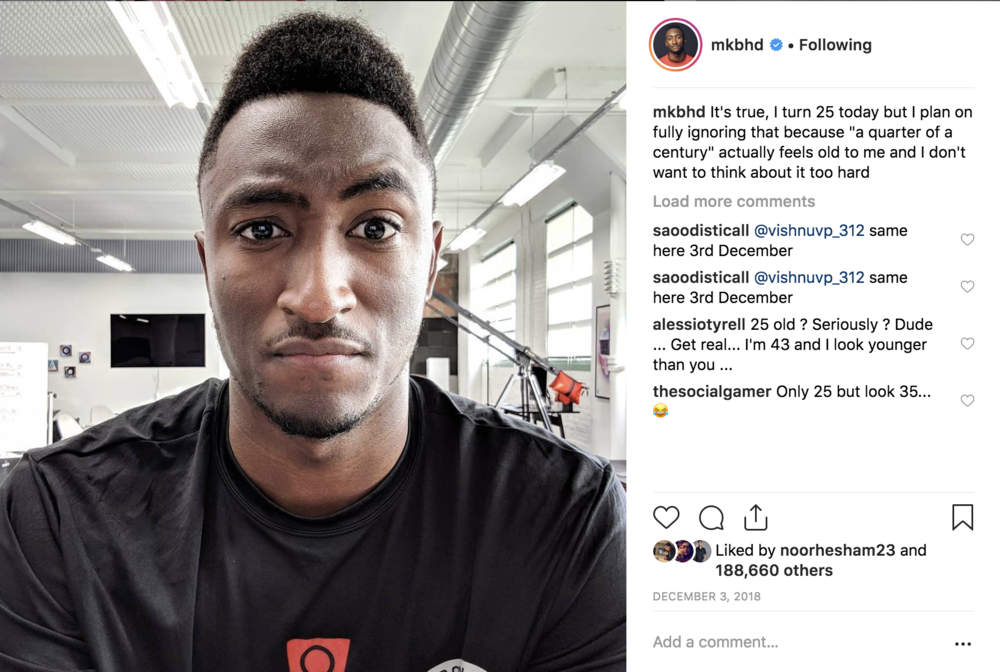 mkbhd • Following
mkbhd It's true, I turn 25 today but I plan on
fully ignoring that because "a quarter of a
century" actually feels old to me and I don't
want to think about it too hard
Load more comments
saoodisticall @vishnuvp_312 same
here 3rd December
saoodisticall @vishnuvp_312 same
here 3rd December
alessiotyrell 25 old ? Seriously ? Dude
... Get real... I'm 43 and I look younger
than you ...
thesocialgamer Only 25 but look 35...
😂
Liked by noorhesham23 and
188,660 others
DECEMBER 3, 2018
Add a comment...